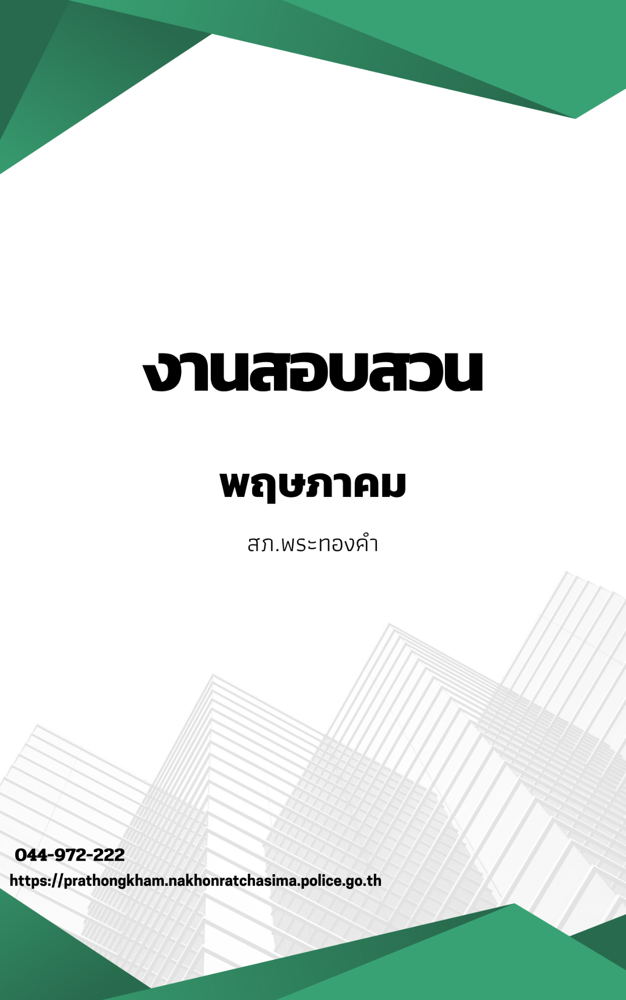 งานสอบสวน
พฤษภาคม
สภ.พระทองคำ
044-972-222
https://prathongkham.nakhonratchasima.police.go.th